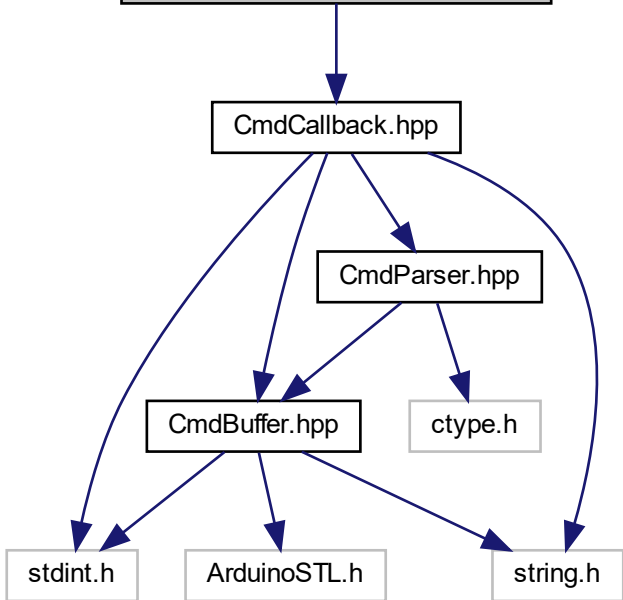 CmdCallback.hpp
CmdParser.hpp
CmdBuffer.hpp
ctype.h
stdint.h
ArduinoSTL.h
string.h